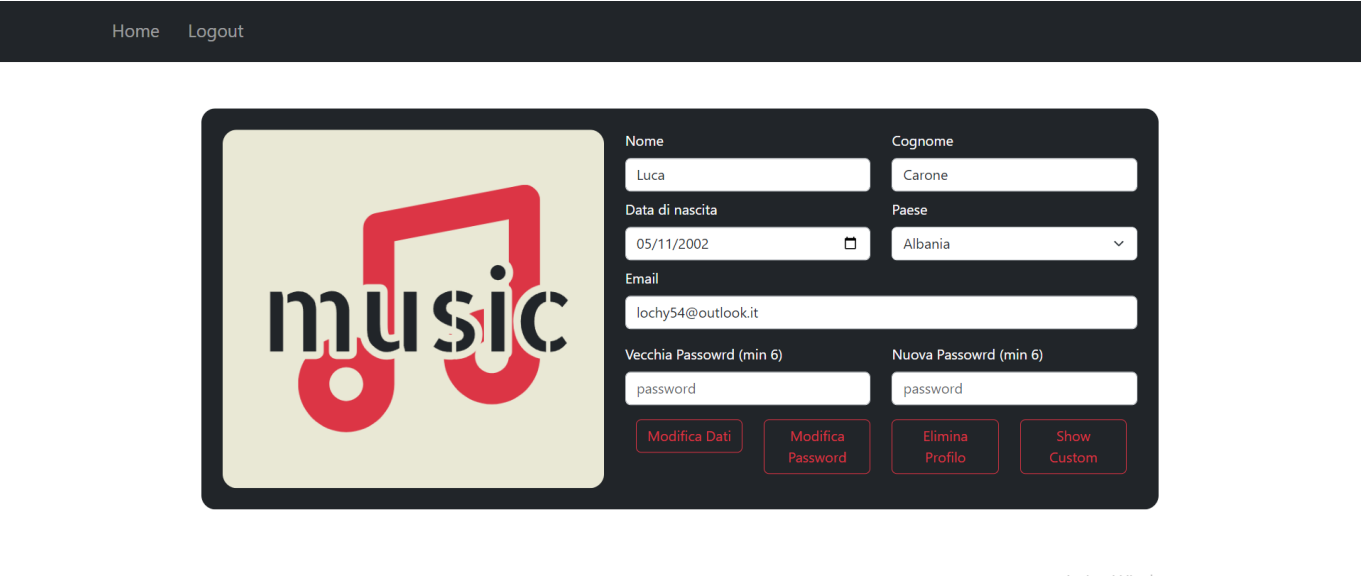 Home Logout
Nome Cognome
Luca Carone
Data di nascita Paese
05/11/2002 Albania
Email
lochy54@outlook.it
Vecchia Passowrd (min 6) Nuova Passowrd (min 6)
password password
Modifica Dati Modifica Password Elimina Profilo Show Custom
music